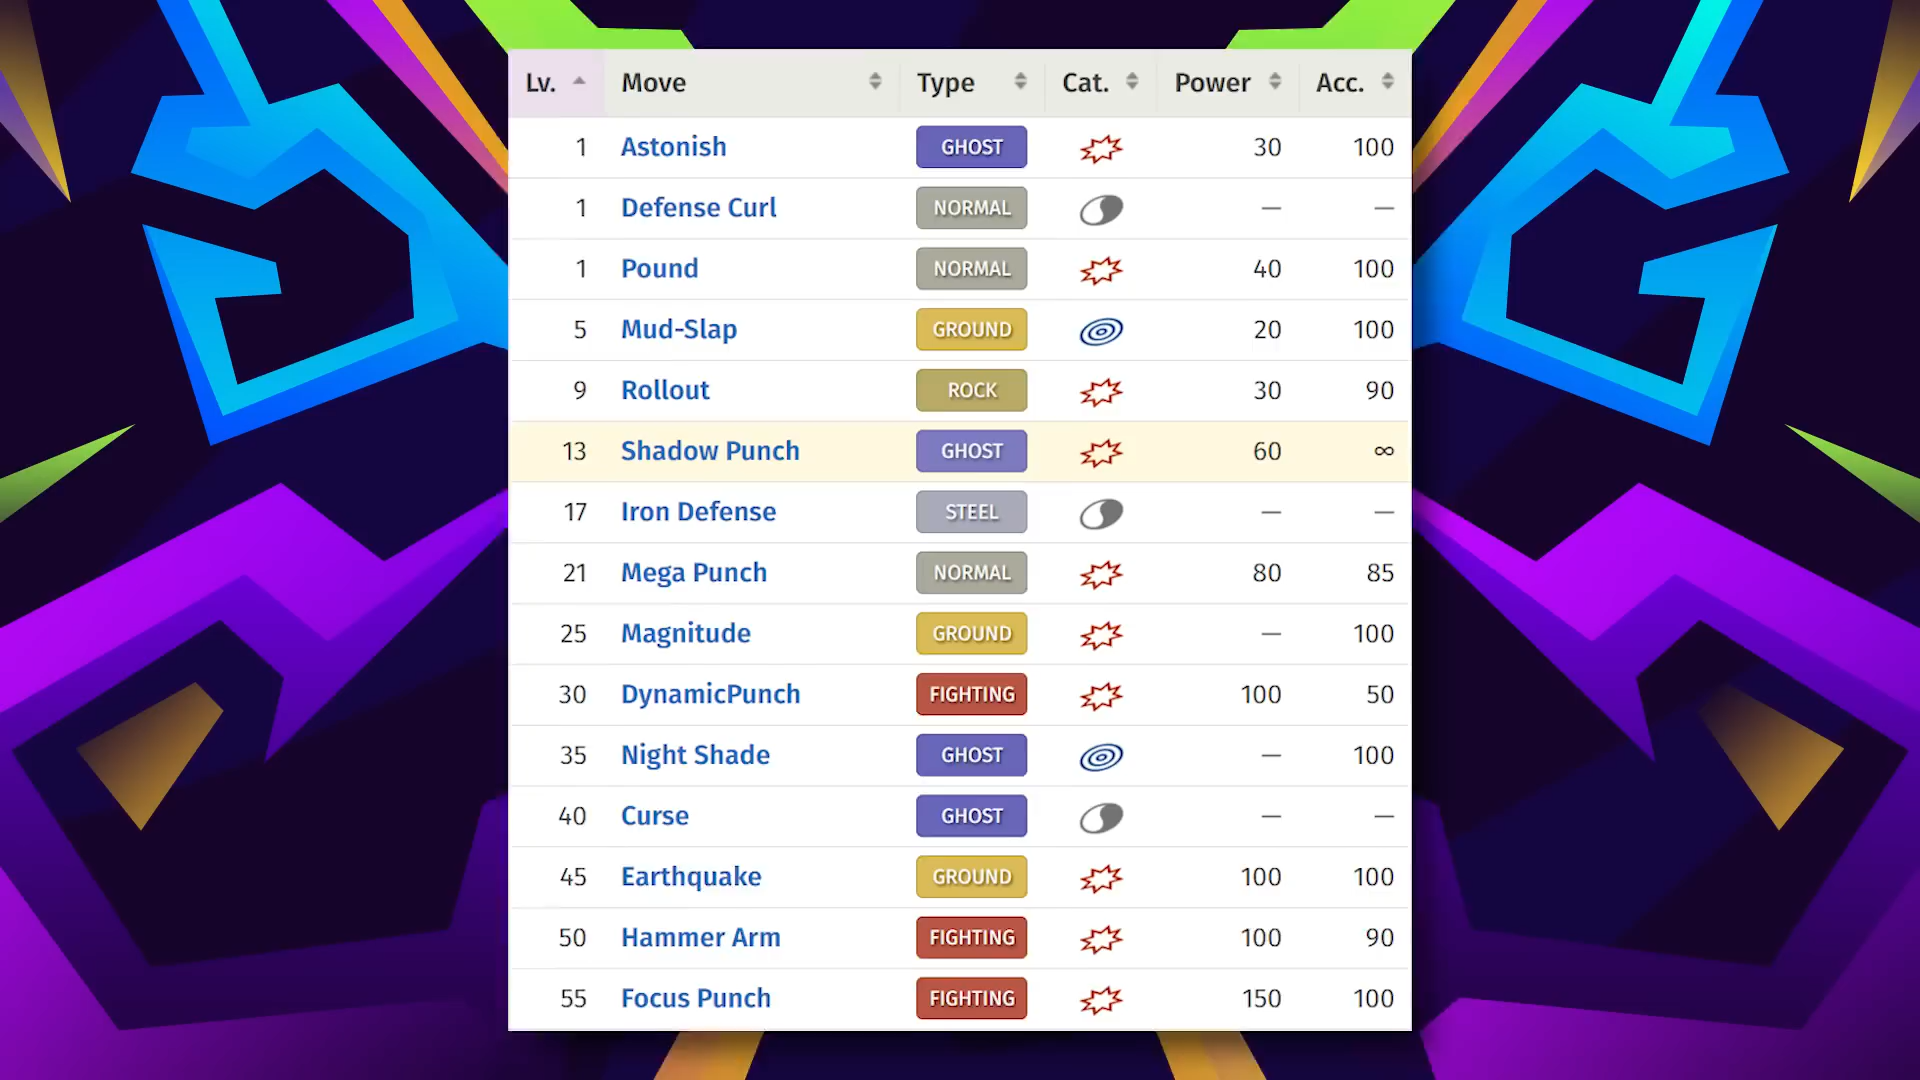 Lv. Move Type Cat. Power Acc.
1 Astonish GHOST 30 100
1 Defense Curl NORMAL — —
1 Pound NORMAL 40 100
5 Mud-Slap GROUND 20 100
9 Rollout ROCK 30 90
13 Shadow Punch GHOST 60 ∞
17 Iron Defense STEEL — —
21 Mega Punch NORMAL 80 85
25 Magnitude GROUND — 100
30 DynamicPunch FIGHTING 100 50
35 Night Shade GHOST — 100
40 Curse GHOST — —
45 Earthquake GROUND 100 100
50 Hammer Arm FIGHTING 100 90
55 Focus Punch FIGHTING 150 100